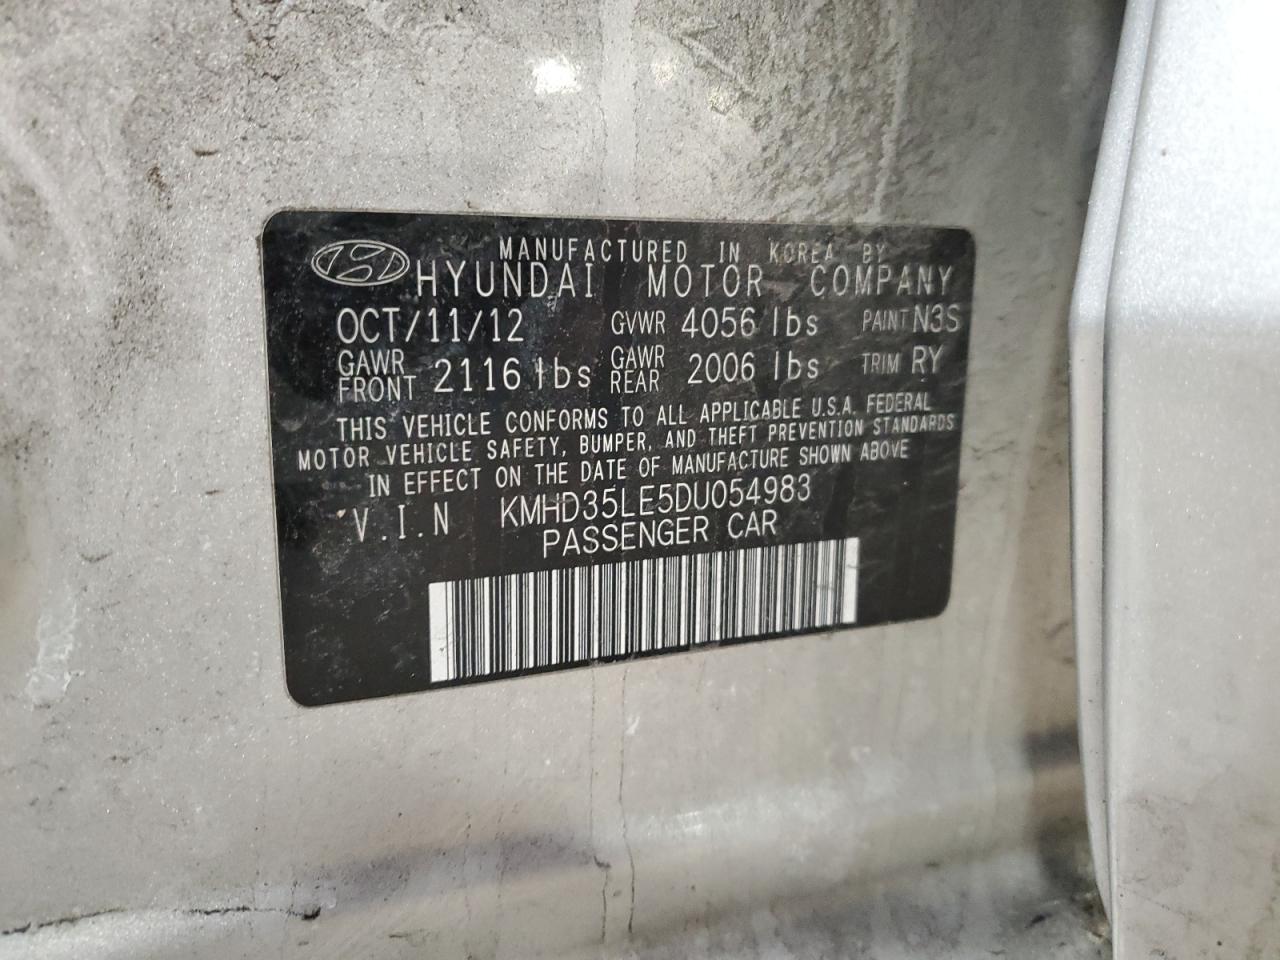 MANUFACTURED IN KOREA BY
HYUNDAI MOTOR COMPANY
OCT/11/12 GVWR 4056 lbs PAINT N3S
GAWR FRONT 2116 lbs GAWR REAR 2006 lbs TRIM RY
THIS VEHICLE CONFORMS TO ALL APPLICABLE U.S.A. FEDERAL
MOTOR VEHICLE SAFETY, BUMPER, AND THEFT PREVENTION STANDARDS
IN EFFECT ON THE DATE OF MANUFACTURE SHOWN ABOVE
V.I.N KMHD35LE5DU054983
PASSENGER CAR